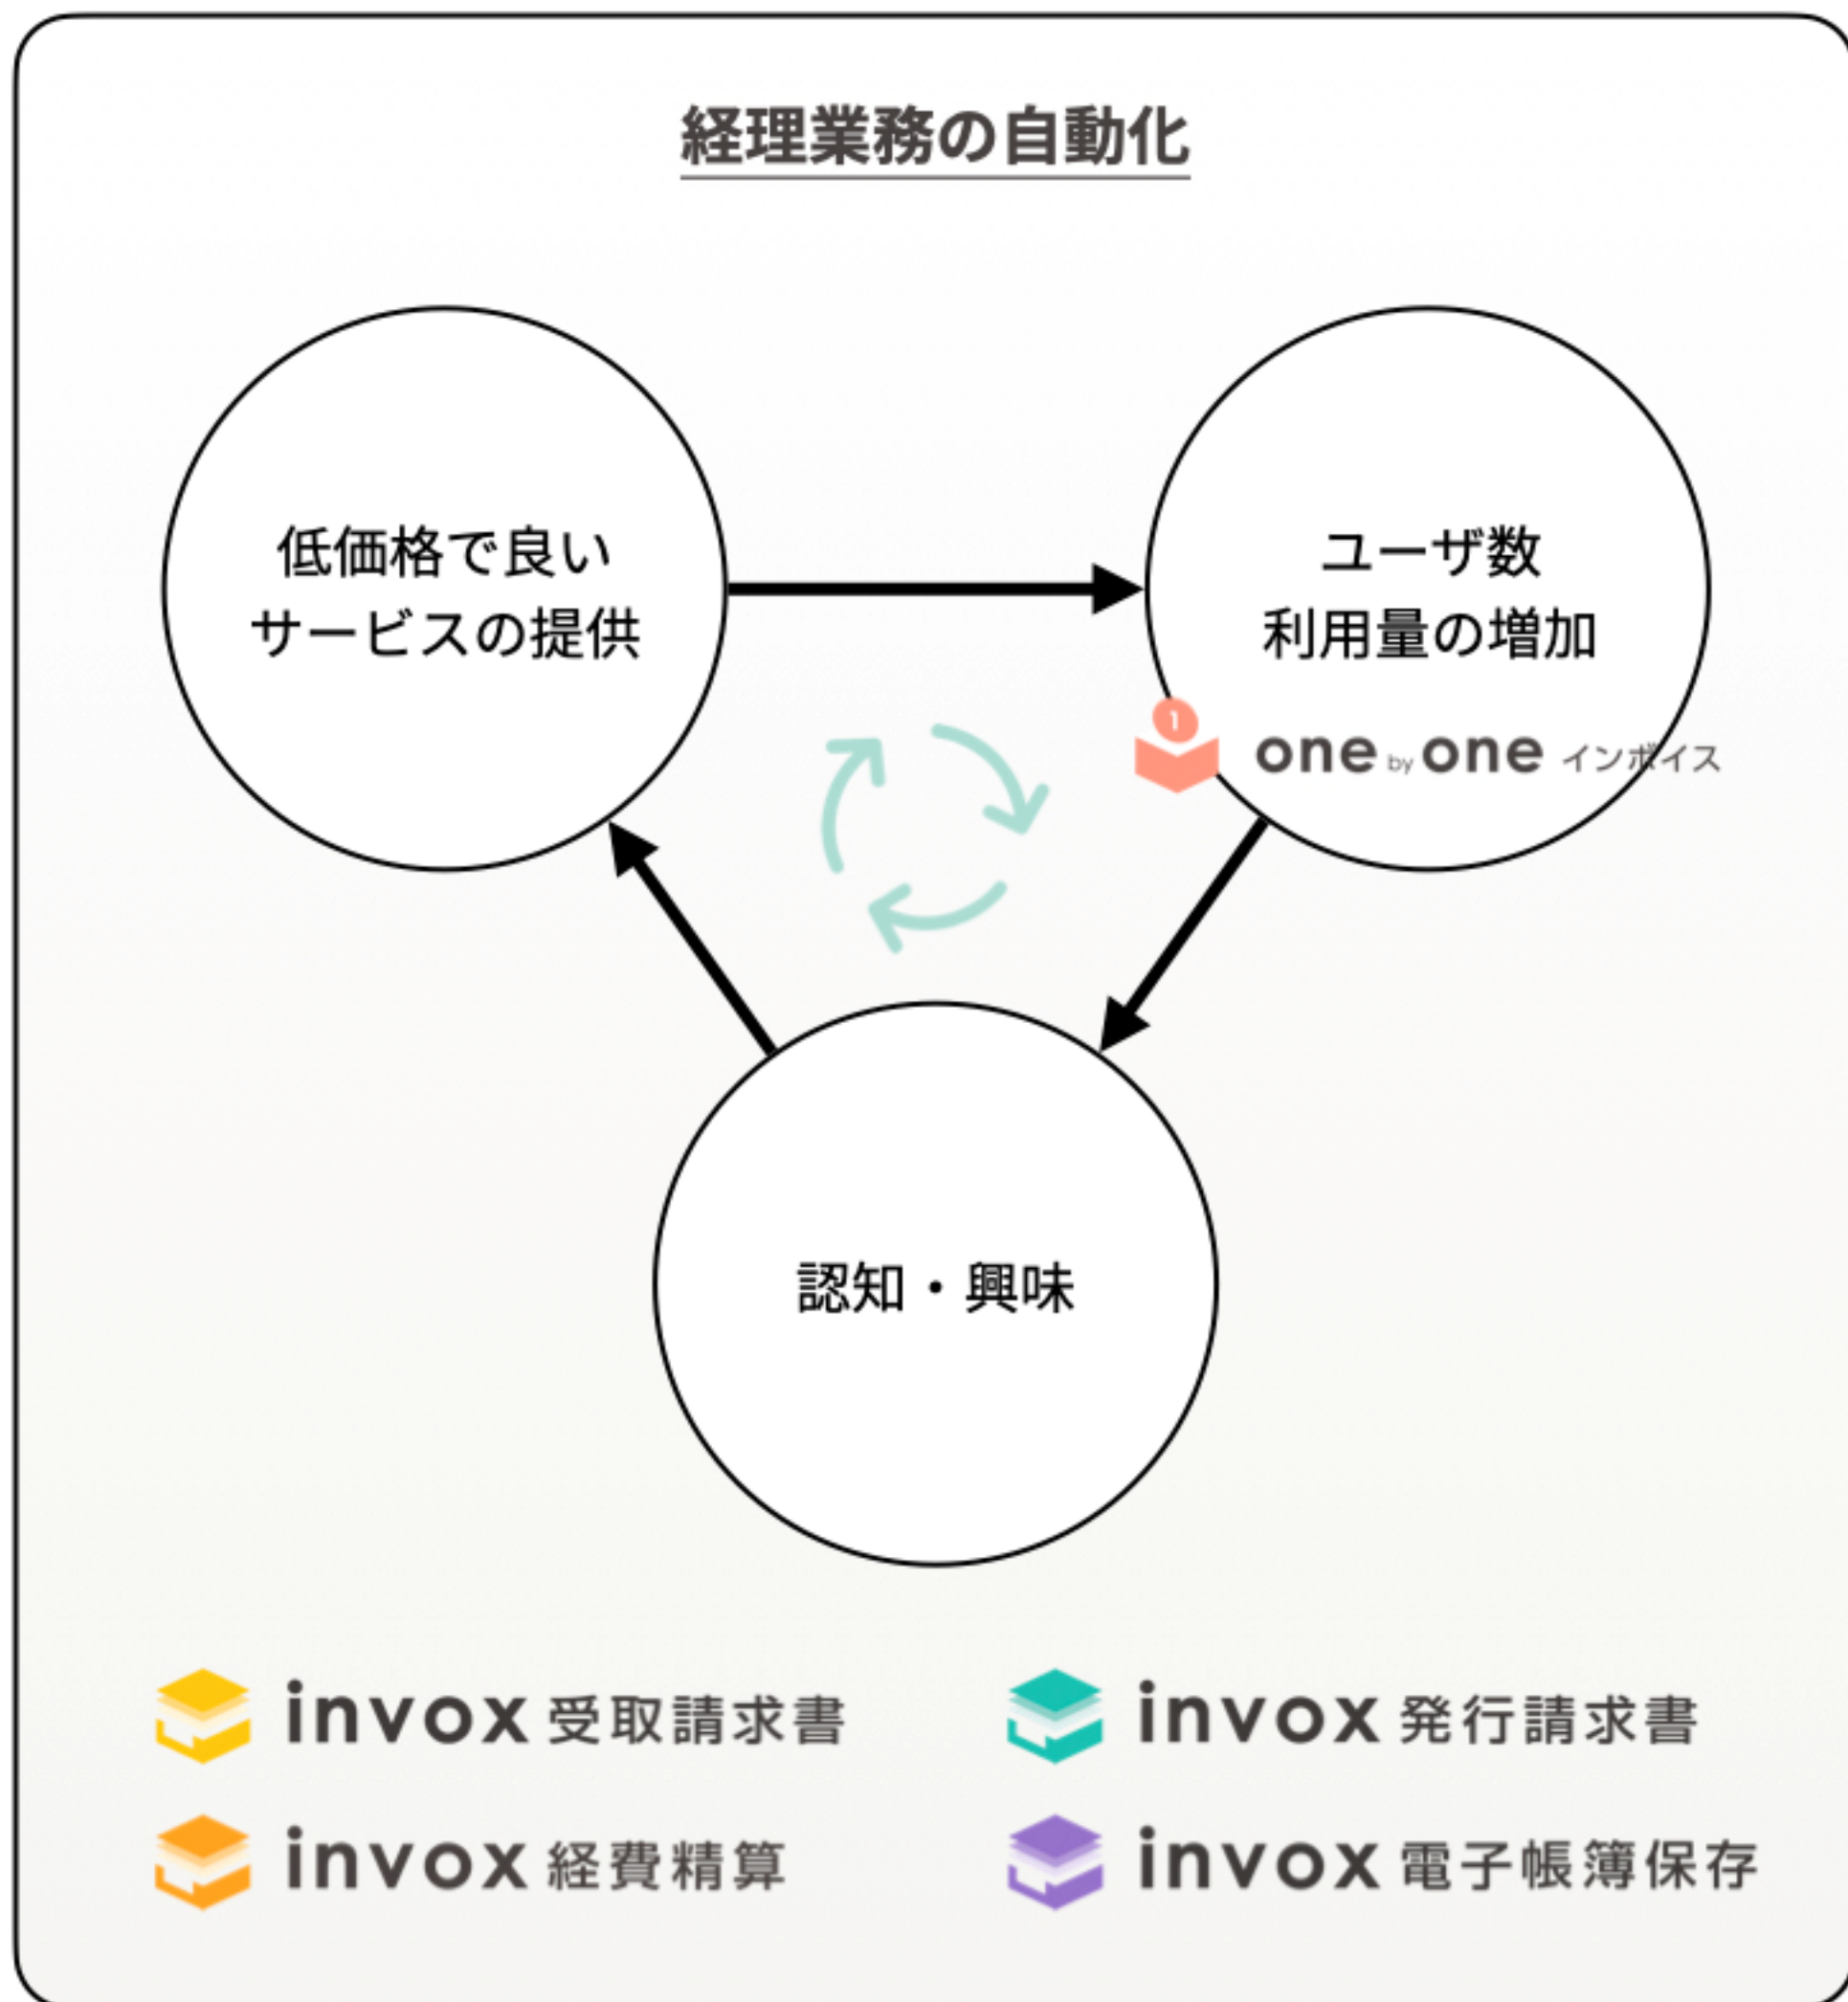 経理業務の自動化
低価格で良い
サービスの提供
ユーザ数
利用量の増加
1
one by one インボイス
認知・興味
invox 受取請求書
invox 発行請求書
invox 経費精算
invox 電子帳簿保存